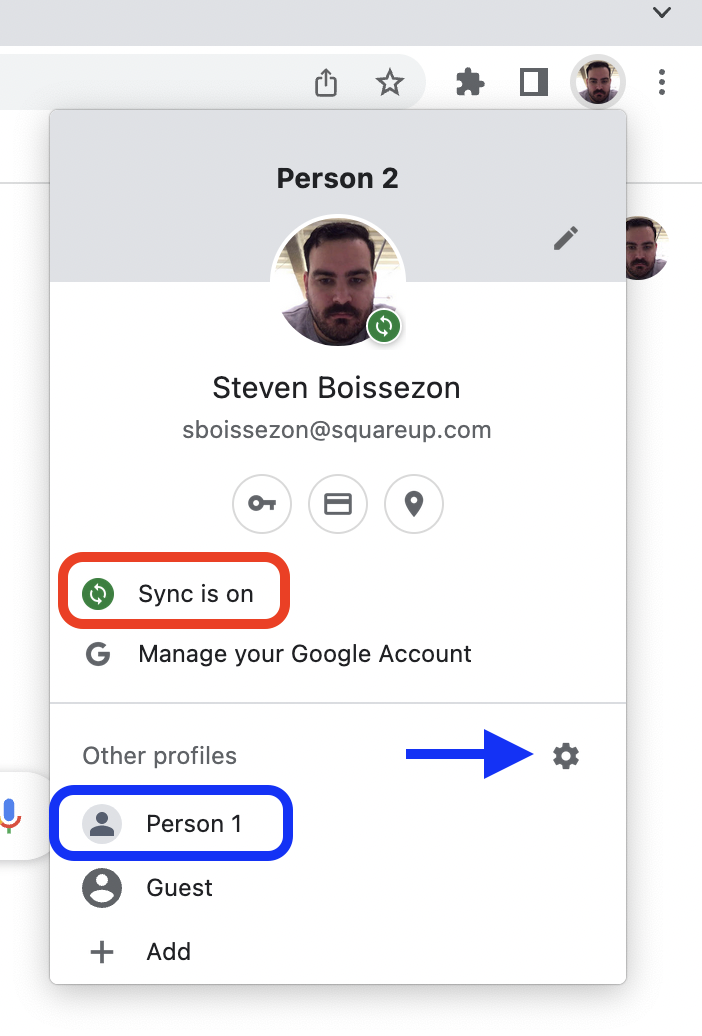 Person 2
Steven Boissezon
sboissezon@squareup.com
Sync is on
Manage your Google Account
Other profiles
Person 1
Guest
Add